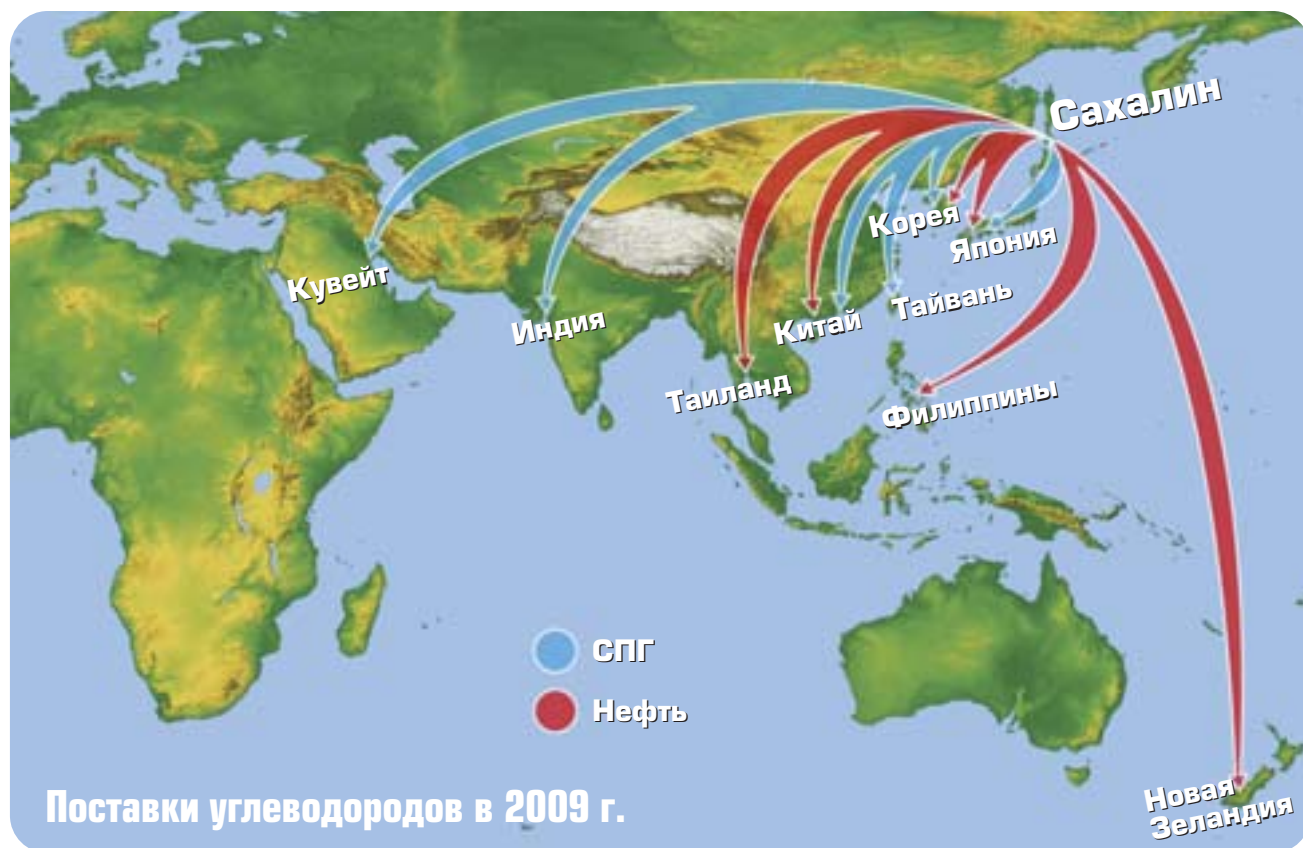 Сахалин
Корея
Япония
Кувейт
Индия
Китай
Тайвань
Таиланд
Филиппины
СПГ
Нефть
Новая
Зеландия
Поставки углеводородов в 2009 г.